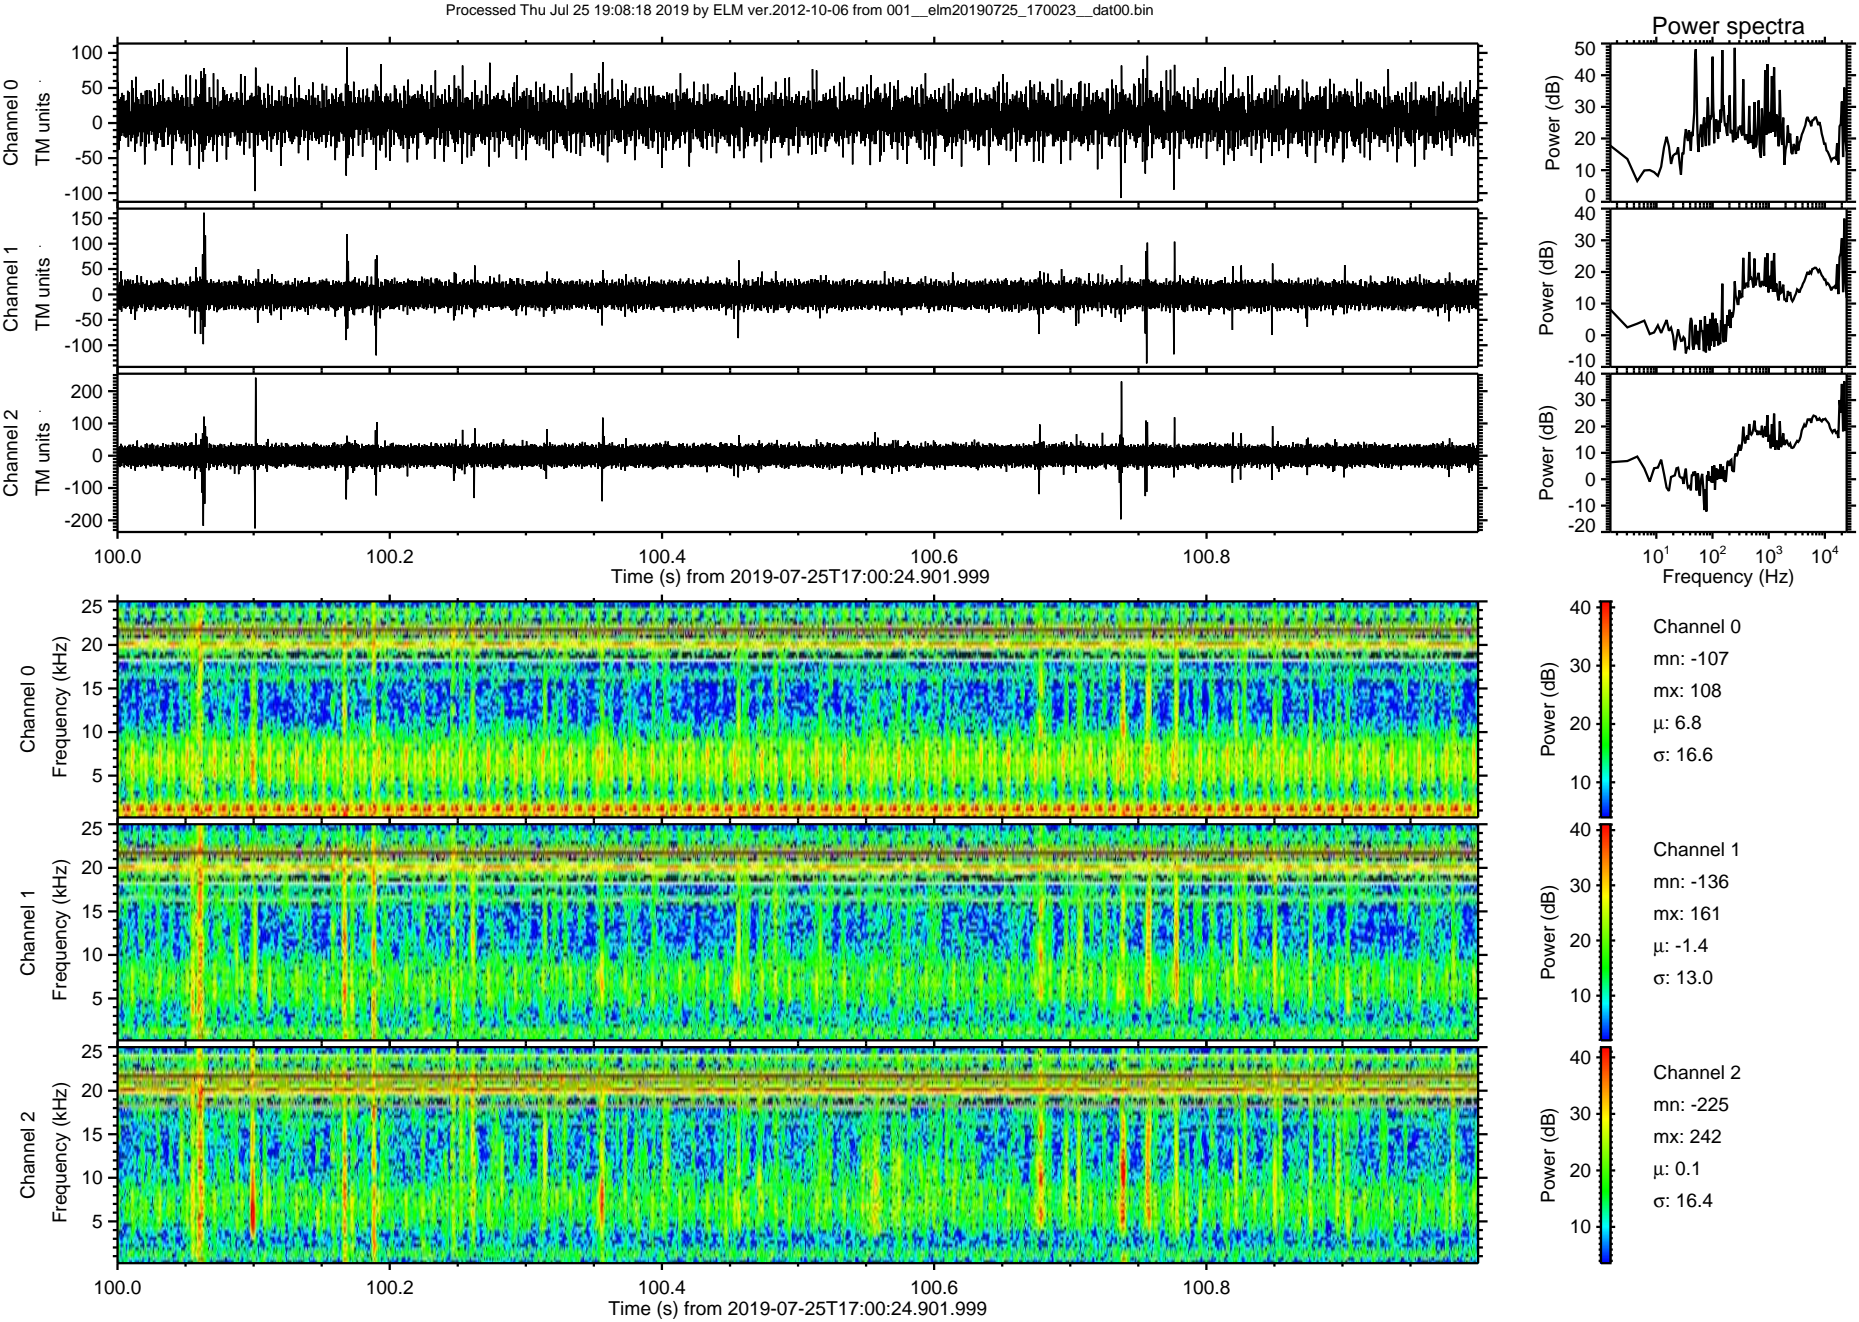 Processed Thu Jul 25 19:08:18 2019 by ELM ver.2012-10-06 from 001__elm20190725_170023__dat00.bin
Power spectra
Channel 0
TM units
100
50
0
-50
-100
Power (dB)
50
40
30
20
10
0
Channel 1
TM units
150
100
50
0
-50
-100
Power (dB)
40
30
20
10
0
-10
Channel 2
TM units
200
100
0
-100
-200
Power (dB)
40
30
20
10
0
-10
-20
100.0 100.2 100.4 100.6 100.8
Time (s) from 2019-07-25T17:00:24.901.999
10¹ 10² 10³ 10⁴
Frequency (Hz)
Channel 0
Frequency (kHz)
25
20
15
10
5
Power (dB)
40
30
20
10
Channel 0
mn: -107
mx: 108
µ: 6.8
σ: 16.6
Channel 1
Frequency (kHz)
25
20
15
10
5
Power (dB)
40
30
20
10
Channel 1
mn: -136
mx: 161
µ: -1.4
σ: 13.0
Channel 2
Frequency (kHz)
25
20
15
10
5
Power (dB)
40
30
20
10
Channel 2
mn: -225
mx: 242
µ: 0.1
σ: 16.4
100.0 100.2 100.4 100.6 100.8
Time (s) from 2019-07-25T17:00:24.901.999